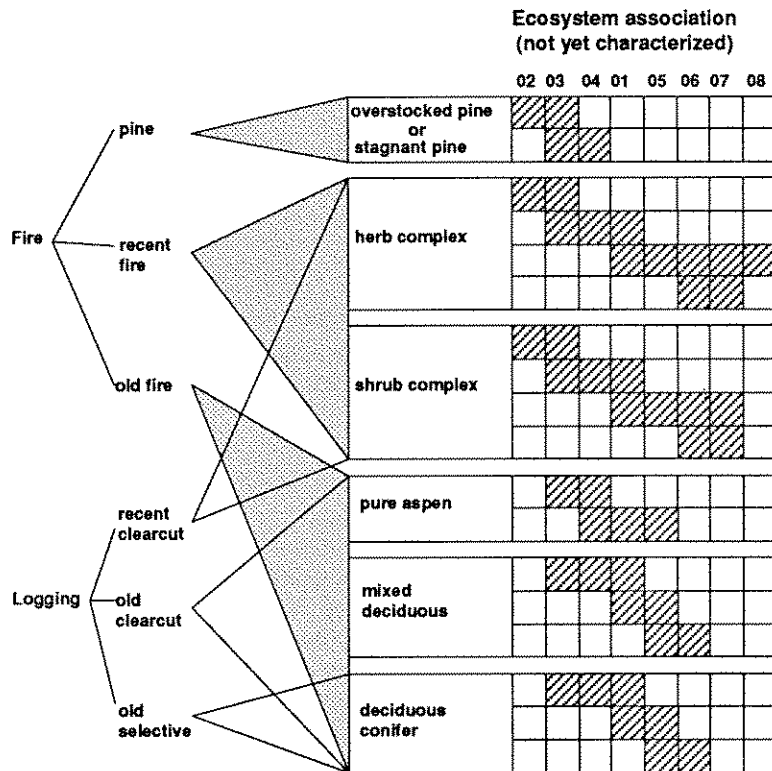 Ecosystem association
(not yet characterized)
02 03 04 01 05 06 07 08
overstocked pine
or
stagnant pine
pine
herb complex
Fire
recent
fire
shrub complex
old fire
pure aspen
recent
clearcut
mixed
deciduous
Logging
old
clearcut
old
selective
deciduous
conifer